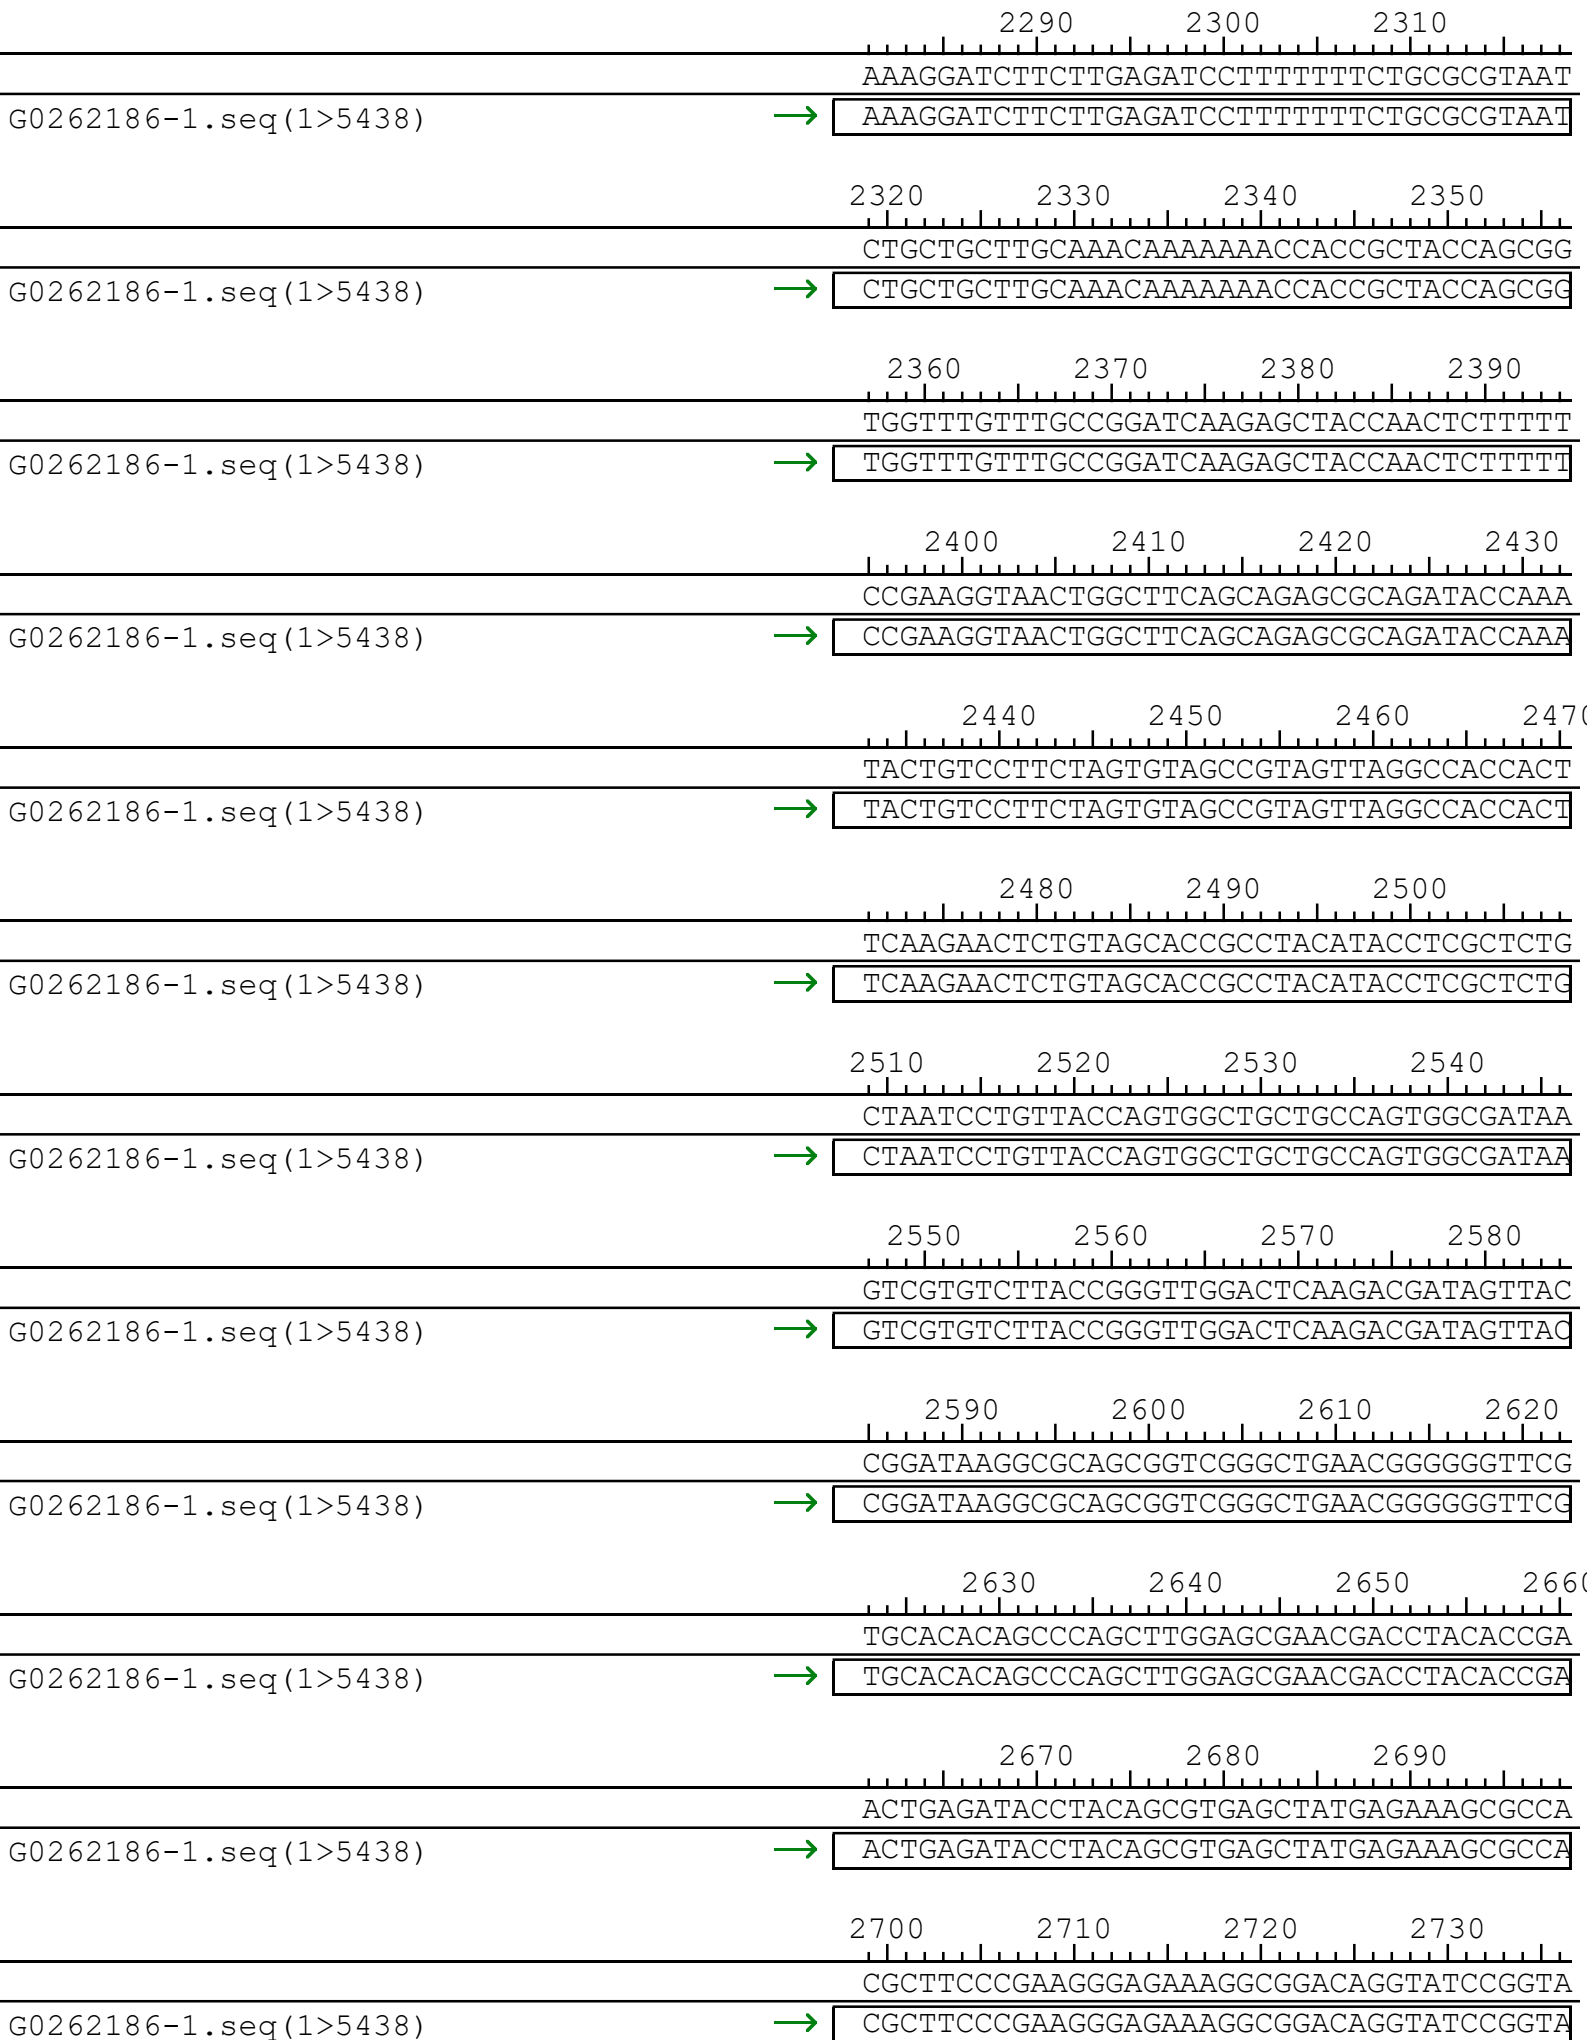 2290 2300 2310
AAAGGATCTTCTTGAGATCCTTTTTTTCTGCGCGTAAT
G0262186-1.seq(1>5438) → AAAGGATCTTCTTGAGATCCTTTTTTTCTGCGCGTAAT
2320 2330 2340 2350
CTGCTGCTTGCAAACAAAAAAACCACCGCTACCAGCGG
G0262186-1.seq(1>5438) → CTGCTGCTTGCAAACAAAAAAACCACCGCTACCAGCGG
2360 2370 2380 2390
TGGTTTGTTTGCCGGATCAAGAGCTACCAACTCTTTTT
G0262186-1.seq(1>5438) → TGGTTTGTTTGCCGGATCAAGAGCTACCAACTCTTTTT
2400 2410 2420 2430
CCGAAGGTAACTGGCTTCAGCAGAGCGCAGATACCAAA
G0262186-1.seq(1>5438) → CCGAAGGTAACTGGCTTCAGCAGAGCGCAGATACCAAA
2440 2450 2460 2470
TACTGTCCTTCTAGTGTAGCCGTAGTTAGGCCACCACT
G0262186-1.seq(1>5438) → TACTGTCCTTCTAGTGTAGCCGTAGTTAGGCCACCACT
2480 2490 2500
TCAAGAACTCTGTAGCACCGCCTACATACCTCGCTCTG
G0262186-1.seq(1>5438) → TCAAGAACTCTGTAGCACCGCCTACATACCTCGCTCTG
2510 2520 2530 2540
CTAATCCTGTTACCAGTGGCTGCTGCCAGTGGCGATAA
G0262186-1.seq(1>5438) → CTAATCCTGTTACCAGTGGCTGCTGCCAGTGGCGATAA
2550 2560 2570 2580
GTCGTGTCTTACCGGGTTGGACTCAAGACGATAGTTAC
G0262186-1.seq(1>5438) → GTCGTGTCTTACCGGGTTGGACTCAAGACGATAGTTAC
2590 2600 2610 2620
CGGATAAGGCGCAGCGGTCGGGCTGAACGGGGGGTTCG
G0262186-1.seq(1>5438) → CGGATAAGGCGCAGCGGTCGGGCTGAACGGGGGGTTCG
2630 2640 2650 2660
TGCACACAGCCCAGCTTGGAGCGAACGACCTACACCGA
G0262186-1.seq(1>5438) → TGCACACAGCCCAGCTTGGAGCGAACGACCTACACCGA
2670 2680 2690
ACTGAGATACCTACAGCGTGAGCTATGAGAAAGCGCCA
G0262186-1.seq(1>5438) → ACTGAGATACCTACAGCGTGAGCTATGAGAAAGCGCCA
2700 2710 2720 2730
CGCTTCCCGAAGGGAGAAAGGCGGACAGGTATCCGGTA
G0262186-1.seq(1>5438) → CGCTTCCCGAAGGGAGAAAGGCGGACAGGTATCCGGTA